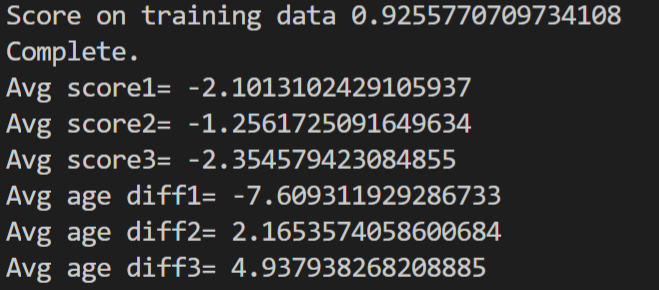 Score on training data 0.9255770709734108
Complete.
Avg score1= -2.1013102429105937
Avg score2= -1.2561725091649634
Avg score3= -2.354579423084855
Avg age diff1= -7.609311929286733
Avg age diff2= 2.1653574058600684
Avg age diff3= 4.937938268208885